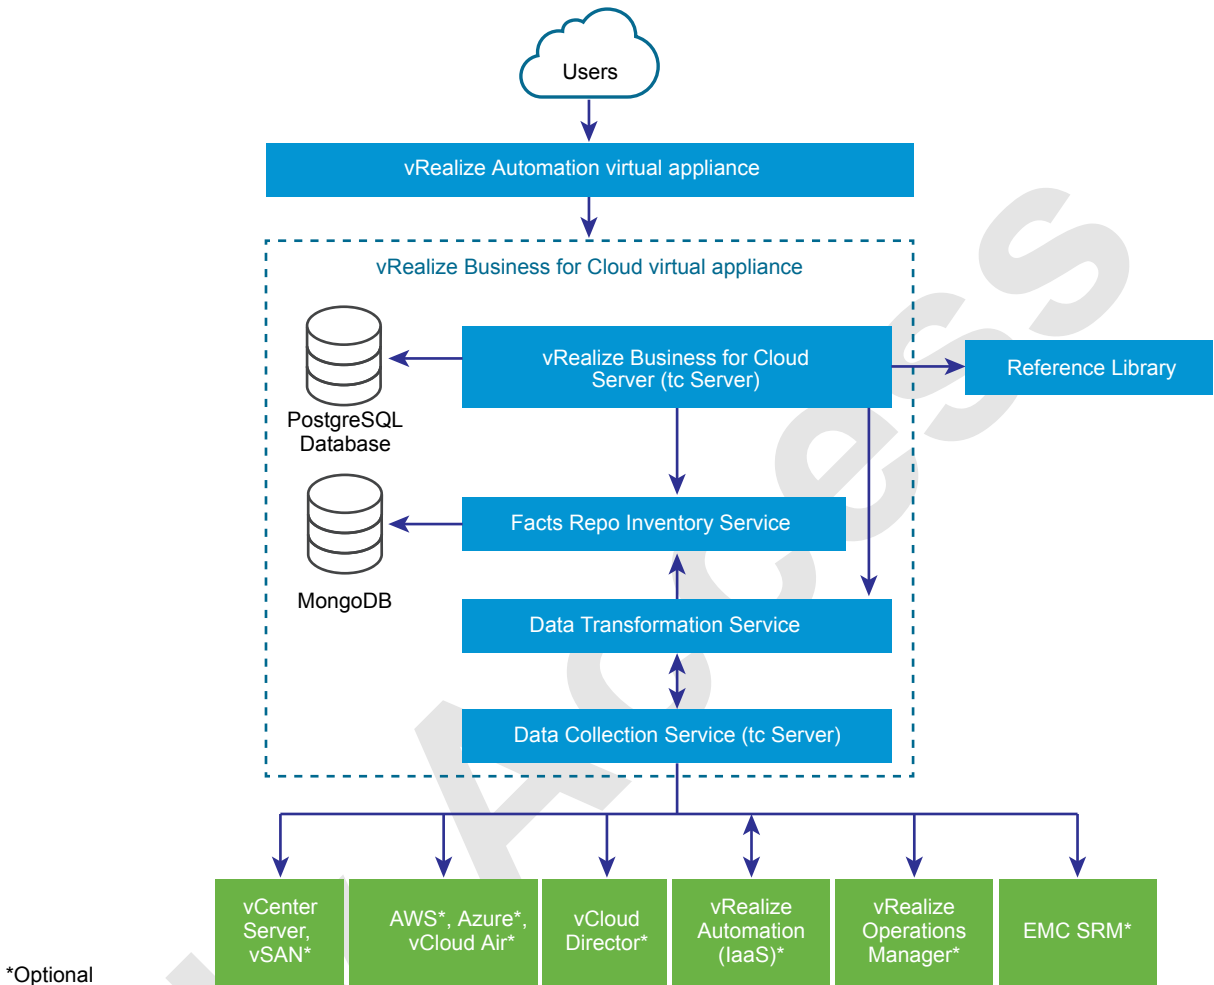 Users
vRealize Automation virtual appliance
vRealize Business for Cloud virtual appliance
vRealize Business for Cloud
Server (tc Server)
Reference Library
PostgreSQL
Database
Facts Repo Inventory Service
MongoDB
Data Transformation Service
Data Collection Service (tc Server)
vCenter
Server,
vSAN*
AWS*, Azure*,
vCloud Air*
vCloud
Director*
vRealize
Automation
(IaaS)*
vRealize
Operations
Manager*
EMC SRM*
*Optional
Access